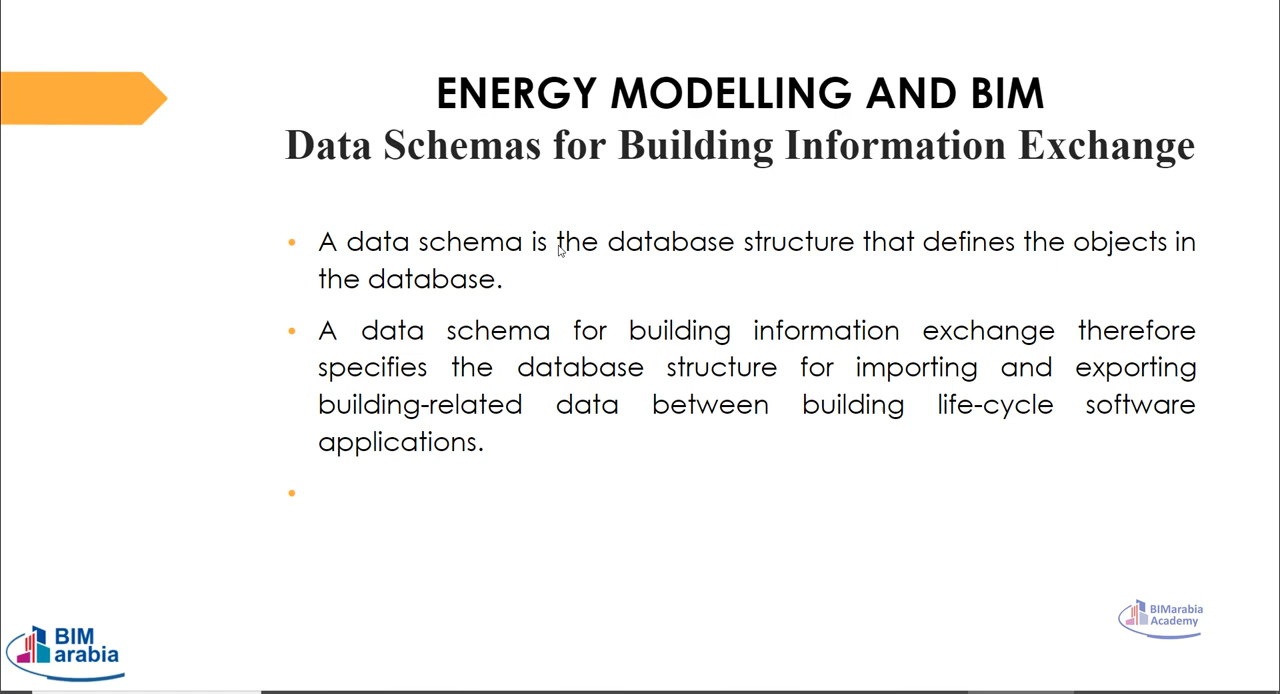 ENERGY MODELLING AND BIM
Data Schemas for Building Information Exchange
• A data schema is the database structure that defines the objects in
the database.
• A data schema for building information exchange therefore
specifies the database structure for importing and exporting
building-related data between building life-cycle software
applications.
•
BIMarabia
Academy
BIM
arabia